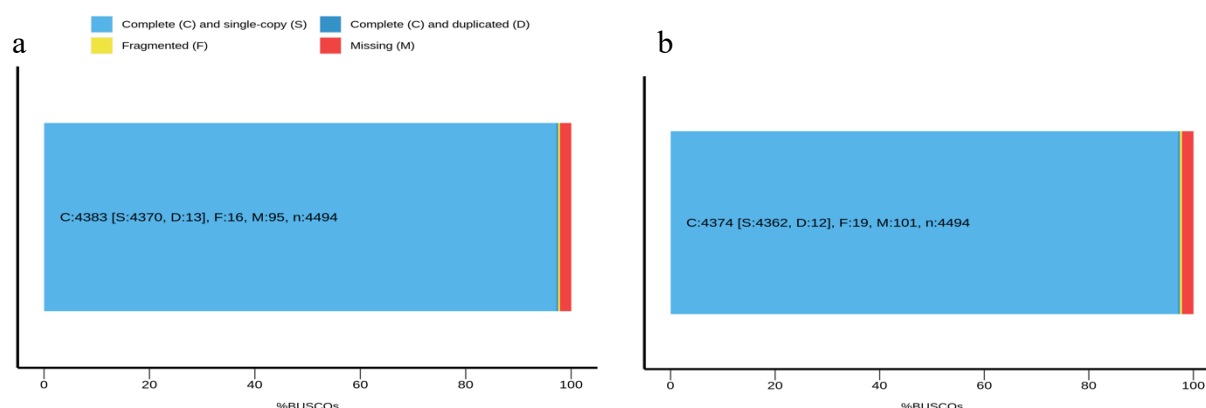 Complete (C) and single-copy (S) Complete (C) and duplicated (D)
Fragmented (F) Missing (M)
a
b
C:4383 [S:4370, D:13], F:16, M:95, n:4494
C:4374 [S:4362, D:12], F:19, M:101, n:4494
0 20 40 60 80 100
%BUSCOs
0 20 40 60 80 100
%BUSCOs